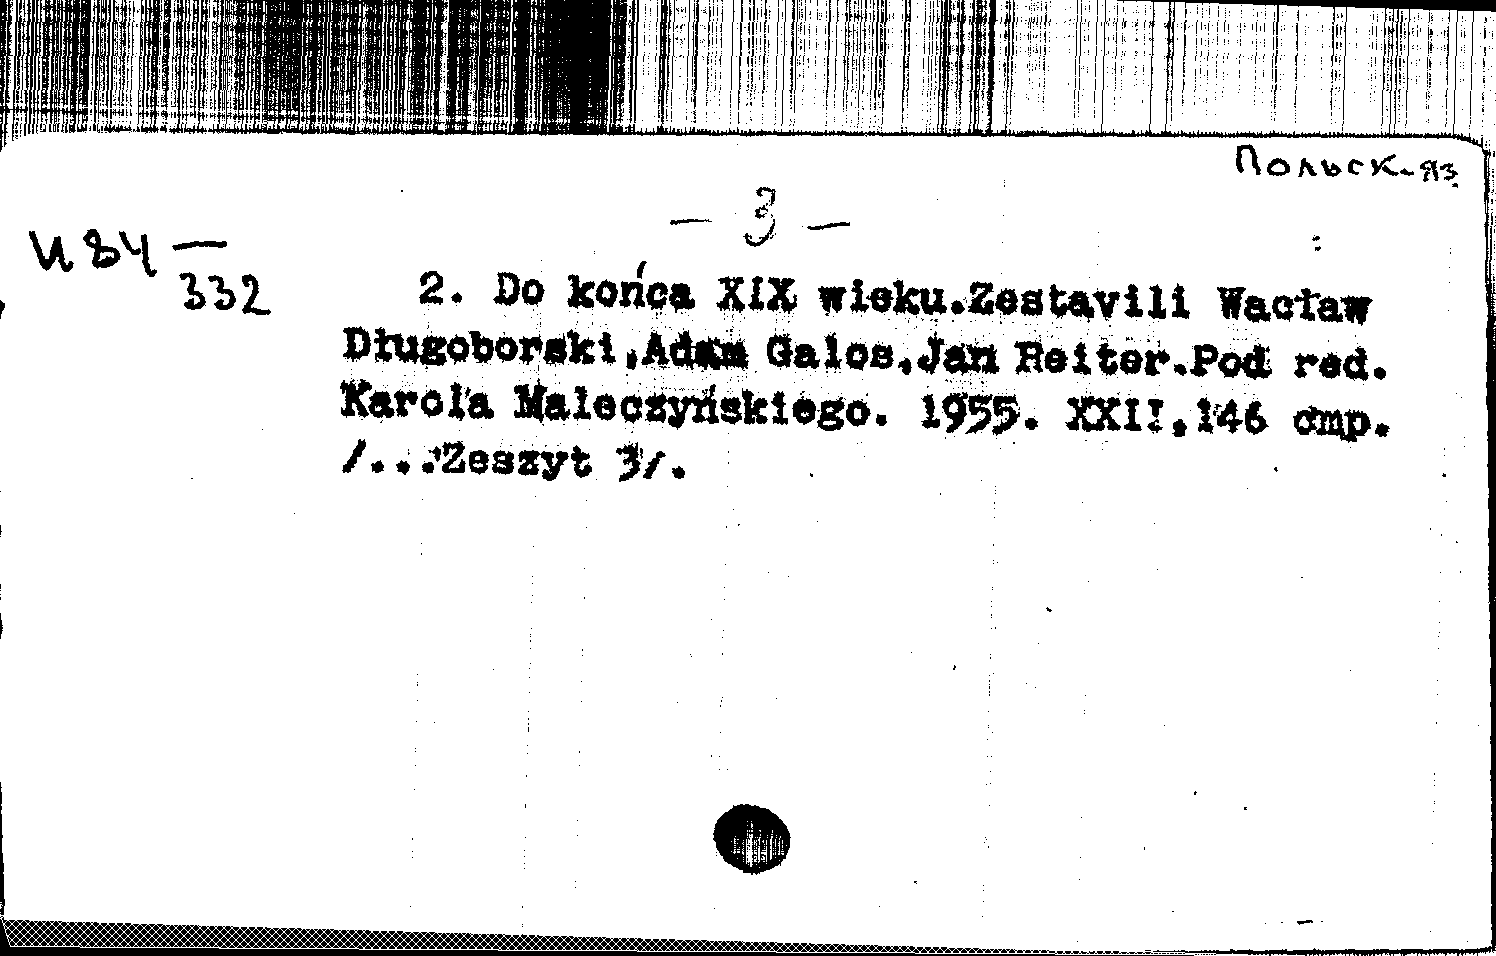 Польск. яз.
— 3 —
И 84 —
332
2. Do końca XIX wieku.Zestavili Wacław
Długoborski,Adam Galos,Jan Reiter.Pod red.
Karola Maleczyńskiego. 1955. XXII,146 стр.
/...Zeszyt 3/.